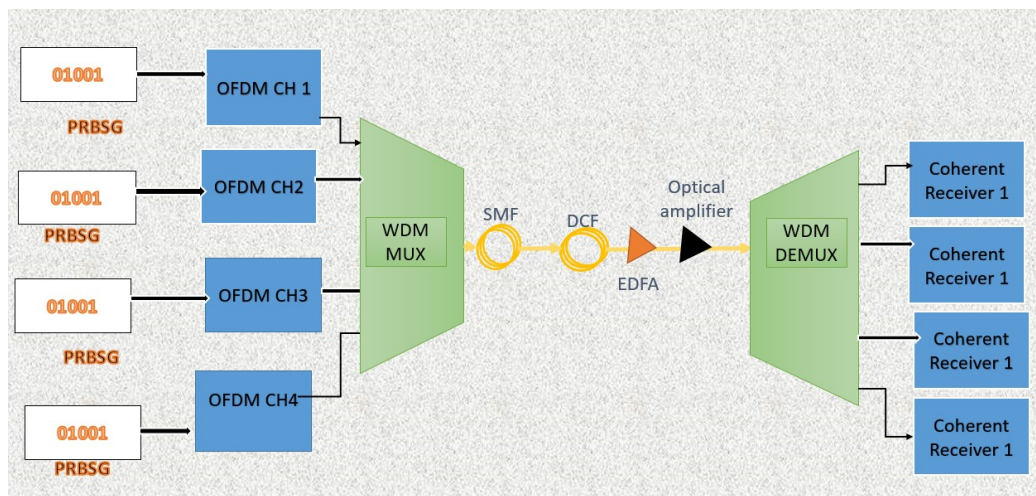 01001
PRBSG
OFDM CH 1
01001
PRBSG
OFDM CH2
01001
PRBSG
OFDM CH3
01001
PRBSG
OFDM CH4
WDM
MUX
SMF
DCF
EDFA
Optical
amplifier
WDM
DEMUX
Coherent
Receiver 1
Coherent
Receiver 1
Coherent
Receiver 1
Coherent
Receiver 1